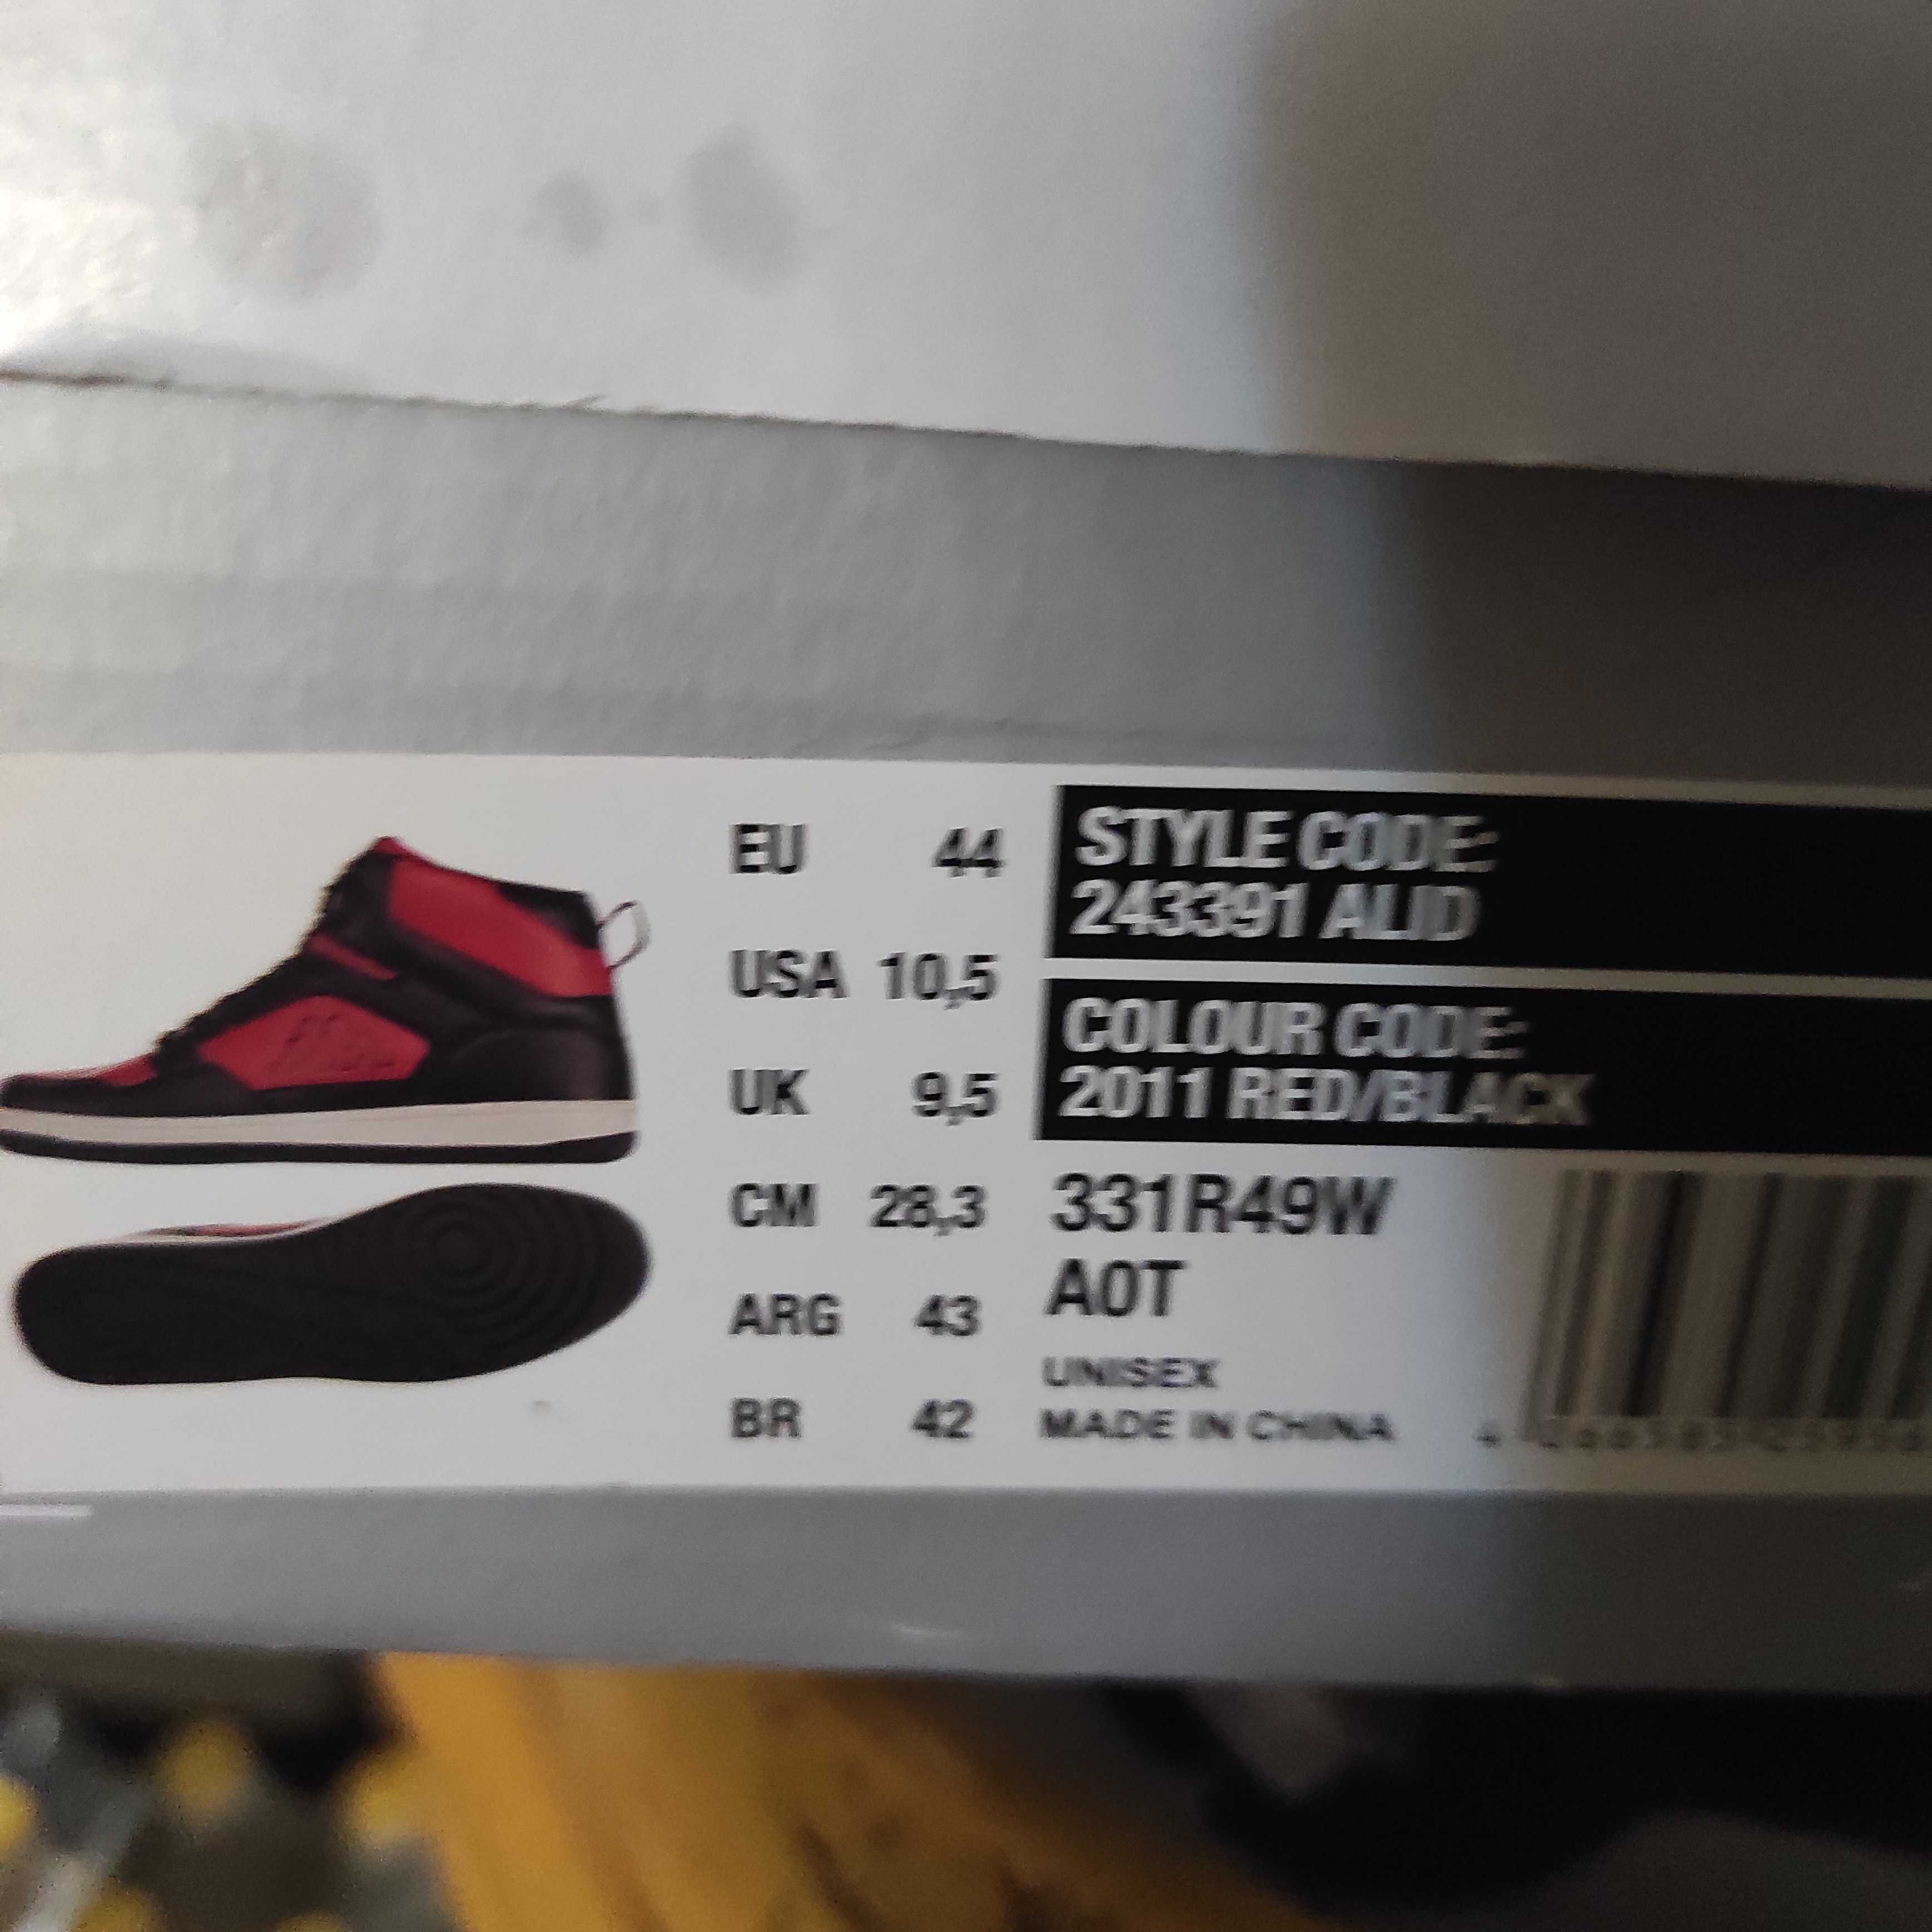 EU 44
USA 10,5
UK 9,5
CM 28,3
ARG 43
BR 42
STYLE CODE:
243391 ALID
COLOUR CODE:
2011 RED/BLACK
331R49W
A0T
UNISEX
MADE IN CHINA